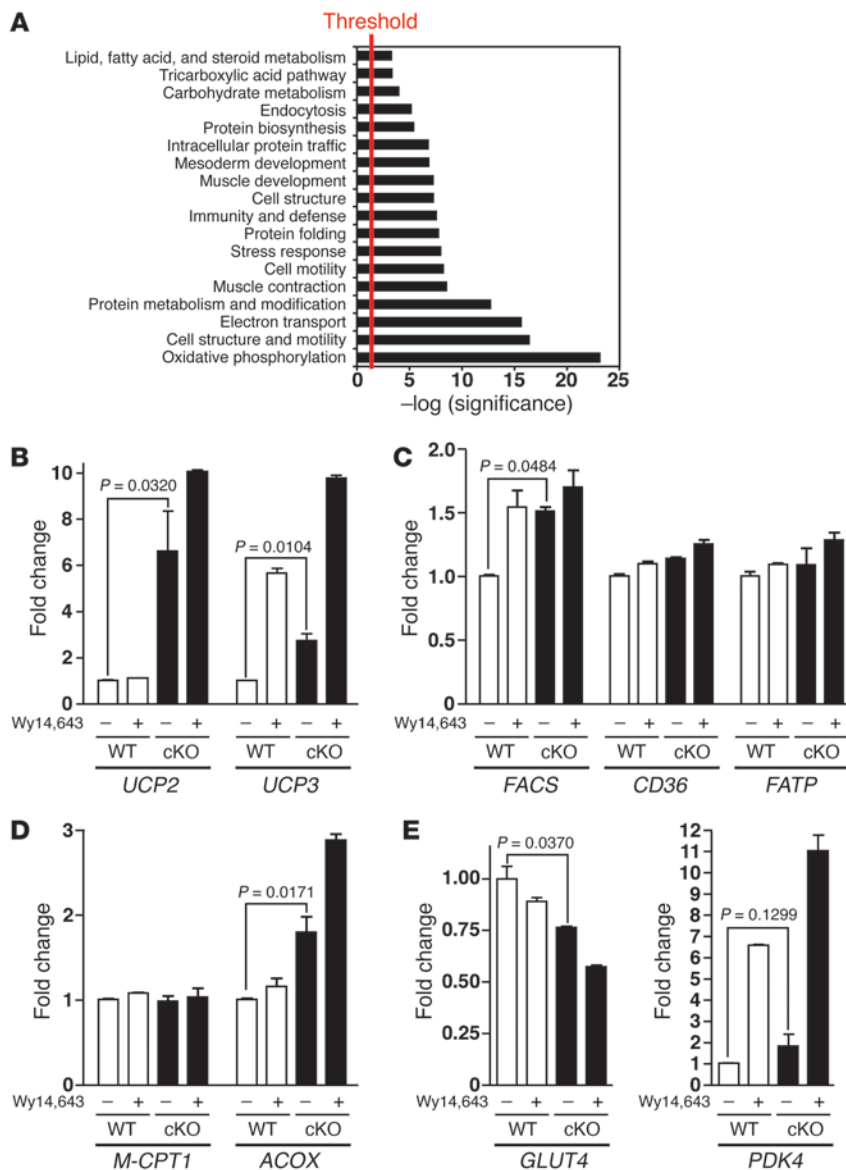 A
Threshold
Lipid, fatty acid, and steroid metabolism
Tricarboxylic acid pathway
Carbohydrate metabolism
Endocytosis
Protein biosynthesis
Intracellular protein traffic
Mesoderm development
Muscle development
Cell structure
Immunity and defense
Protein folding
Stress response
Cell motility
Muscle contraction
Protein metabolism and modification
Electron transport
Cell structure and motility
Oxidative phosphorylation
0 5 10 15 20 25
–log (significance)
B
Fold change
10
8
6
4
2
0
P = 0.0320
P = 0.0104
Wy14,643 – + – + – + – +
WT cKO WT cKO
UCP2 UCP3
C
Fold change
2.0
1.5
1.0
0.5
0
P = 0.0484
Wy14,643 – + – + – + – + – + – +
WT cKO WT cKO WT cKO
FACS CD36 FATP
D
Fold change
3
2
1
0
P = 0.0171
Wy14,643 – + – + – + – +
WT cKO WT cKO
M-CPT1 ACOX
E
Fold change
1.00
0.75
0.50
0.25
0
P = 0.0370
Wy14,643 – + – +
WT cKO
GLUT4
Fold change
12
11
10
9
8
7
6
5
4
3
2
1
0
P = 0.1299
– + – +
WT cKO
PDK4